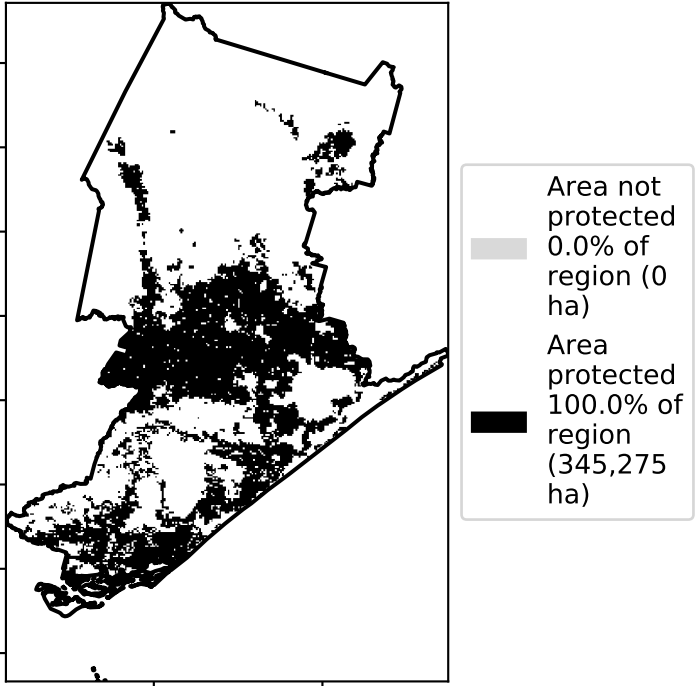 Area not
protected
0.0% of
region (0
ha)
Area
protected
100.0% of
region
(345,275
ha)